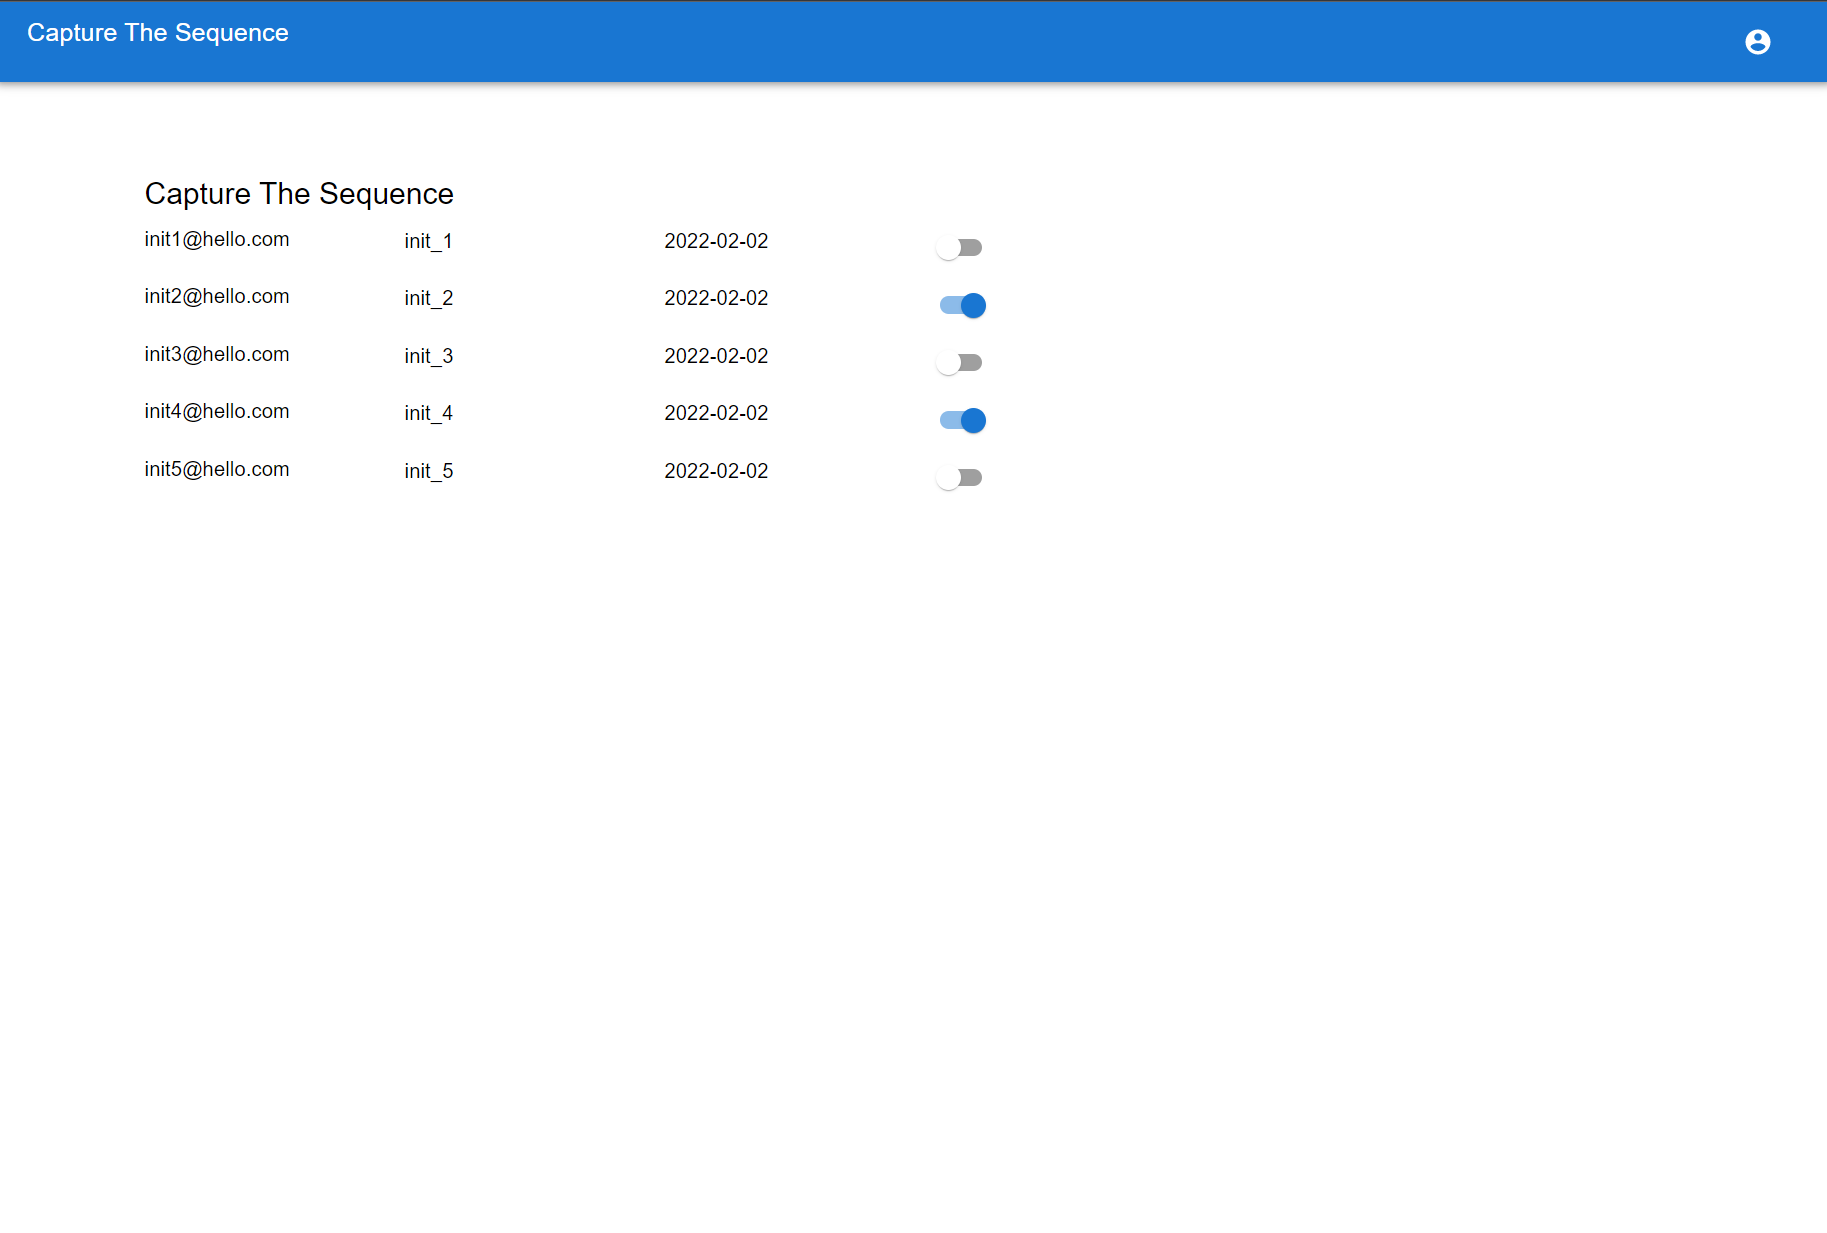 Capture The Sequence
Capture The Sequence
init1@hello.com init_1 2022-02-02
init2@hello.com init_2 2022-02-02
init3@hello.com init_3 2022-02-02
init4@hello.com init_4 2022-02-02
init5@hello.com init_5 2022-02-02